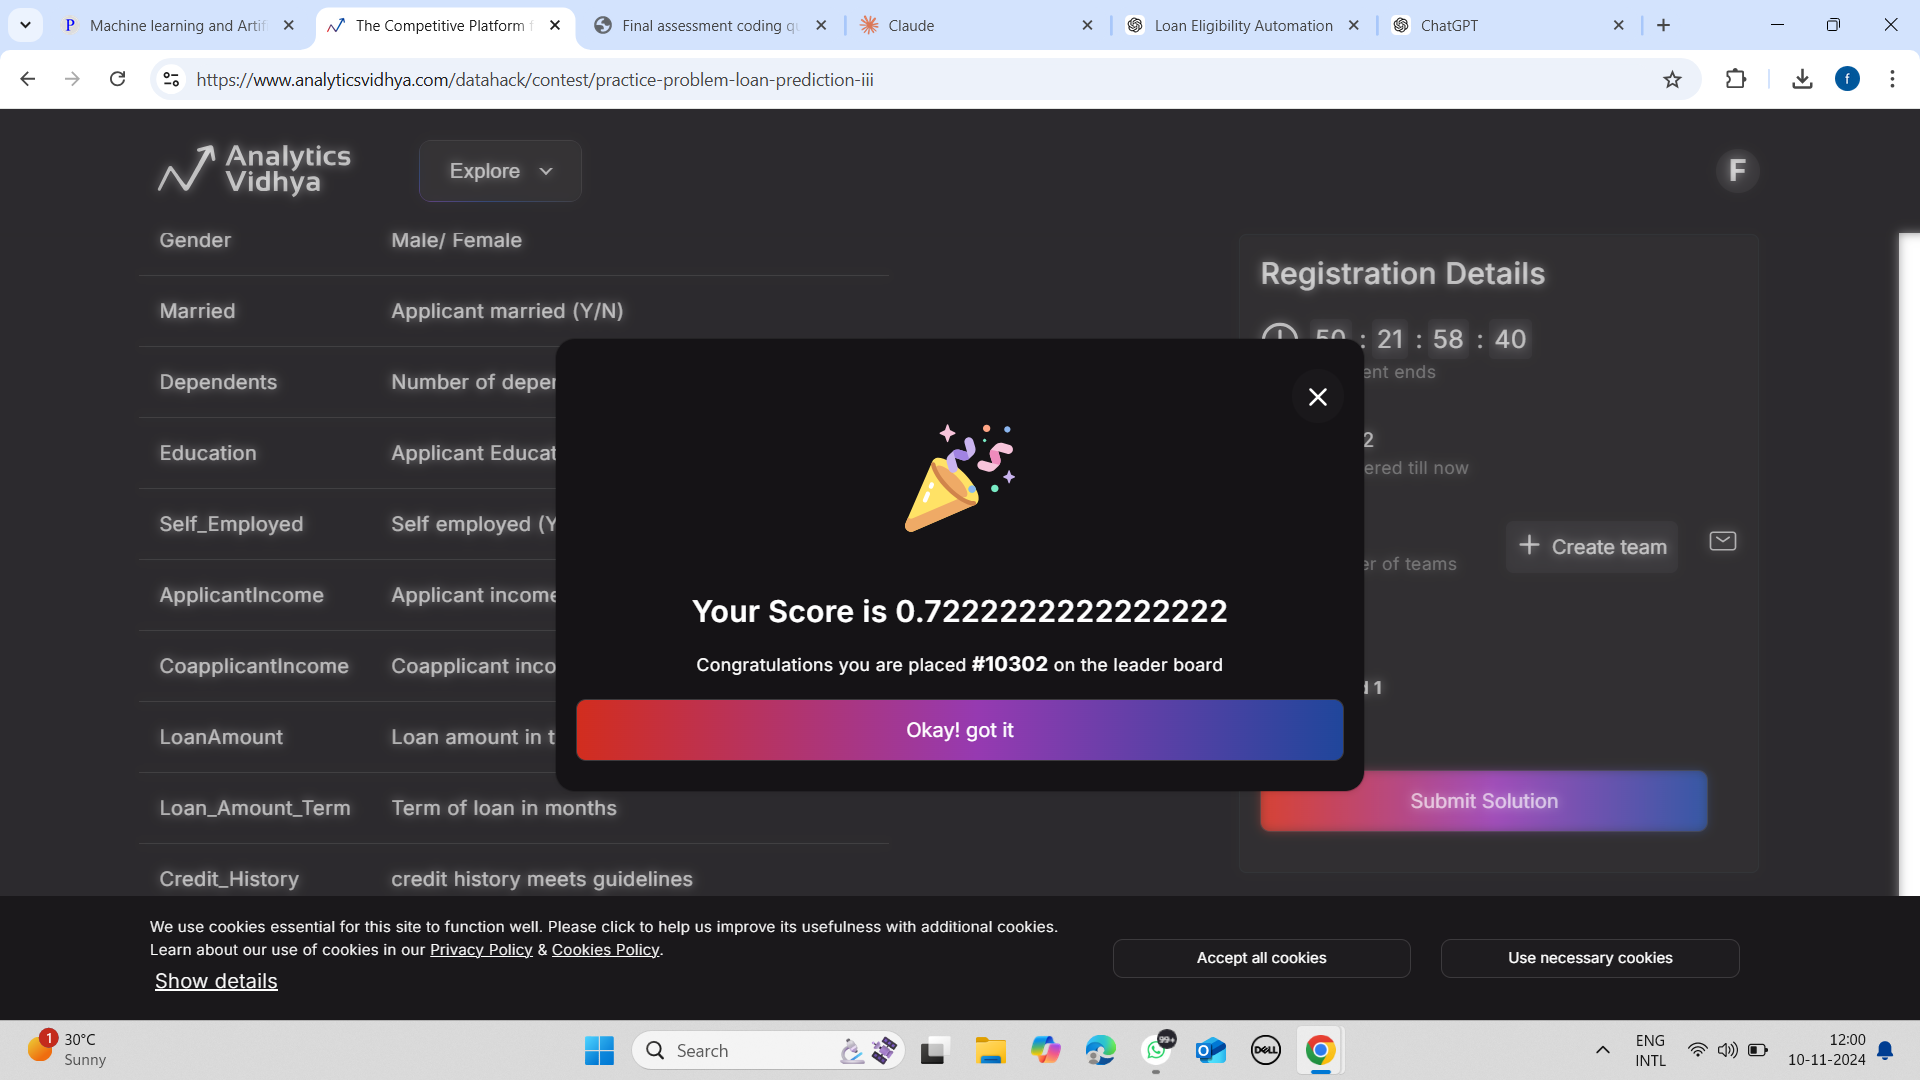 Machine learning and Artif
The Competitive Platform f
Final assessment coding qu
Claude
Loan Eligibility Automation
ChatGPT
https://www.analyticsvidhya.com/datahack/contest/practice-problem-loan-prediction-iii
f
Analytics
Vidhya
Explore
F
Gender Male/ Female
Married Applicant married (Y/N)
Dependents Number of depen
Education Applicant Educat
Self_Employed Self employed (Y
ApplicantIncome Applicant income
CoapplicantIncome Coapplicant inco
LoanAmount Loan amount in t
Loan_Amount_Term Term of loan in months
Credit_History credit history meets guidelines
Registration Details
50 : 21 : 58 : 40
ent ends
2
ered till now
Create team
er of teams
d 1
Submit Solution
Your Score is 0.7222222222222222
Congratulations you are placed #10302 on the leader board
Okay! got it
We use cookies essential for this site to function well. Please click to help us improve its usefulness with additional cookies.
Learn about our use of cookies in our Privacy Policy & Cookies Policy.
Show details
Accept all cookies
Use necessary cookies
1
30°C
Sunny
Search
99+
DELL
ENG
INTL
12:00
10-11-2024